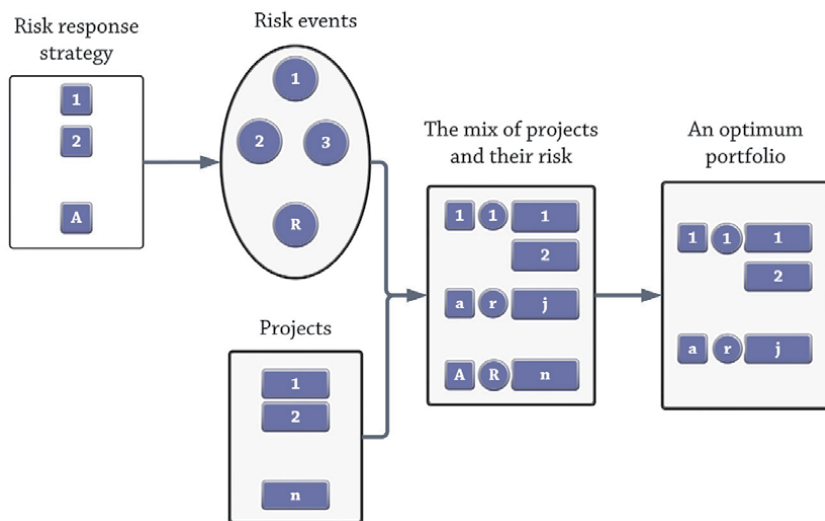 Risk response
strategy
1
2
A
Risk events
1
2 3
R
Projects
1
2
n
The mix of projects
and their risk
1 1 1
2
a r j
A R n
An optimum
portfolio
1 1 1
2
a r j